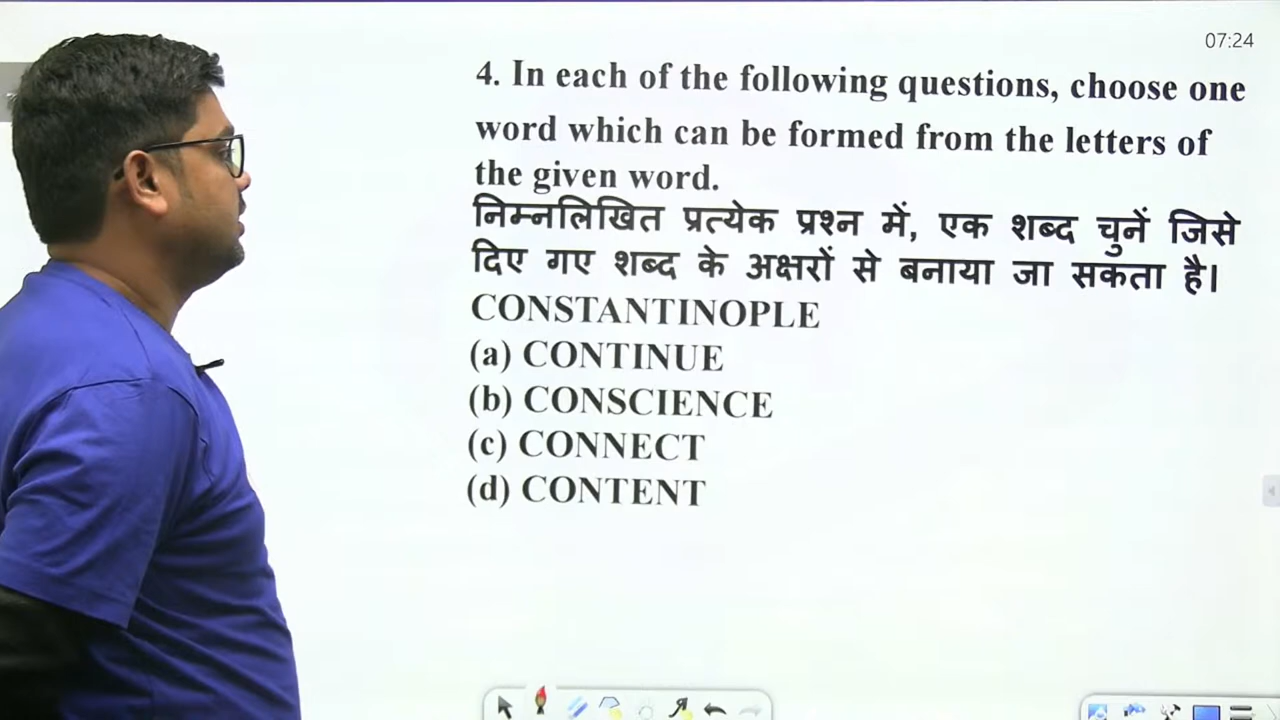 07:24
4. In each of the following questions, choose one
word which can be formed from the letters of
the given word.
निम्नलिखित प्रत्येक प्रश्न में, एक शब्द चुनें जिसे
दिए गए शब्द के अक्षरों से बनाया जा सकता है।
CONSTANTINOPLE
(a) CONTINUE
(b) CONSCIENCE
(c) CONNECT
(d) CONTENT